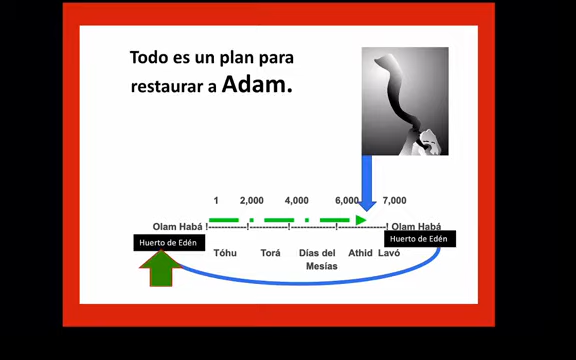 Todo es un plan para
restaurar a Adam.
1 2,000 4,000 6,000 7,000
Olam Habá !----------!----------!-----------!------------! Olam Habá
Huerto de Edén Huerto de Edén
Tóhu Torá Días del Athid Lavó
Mesías